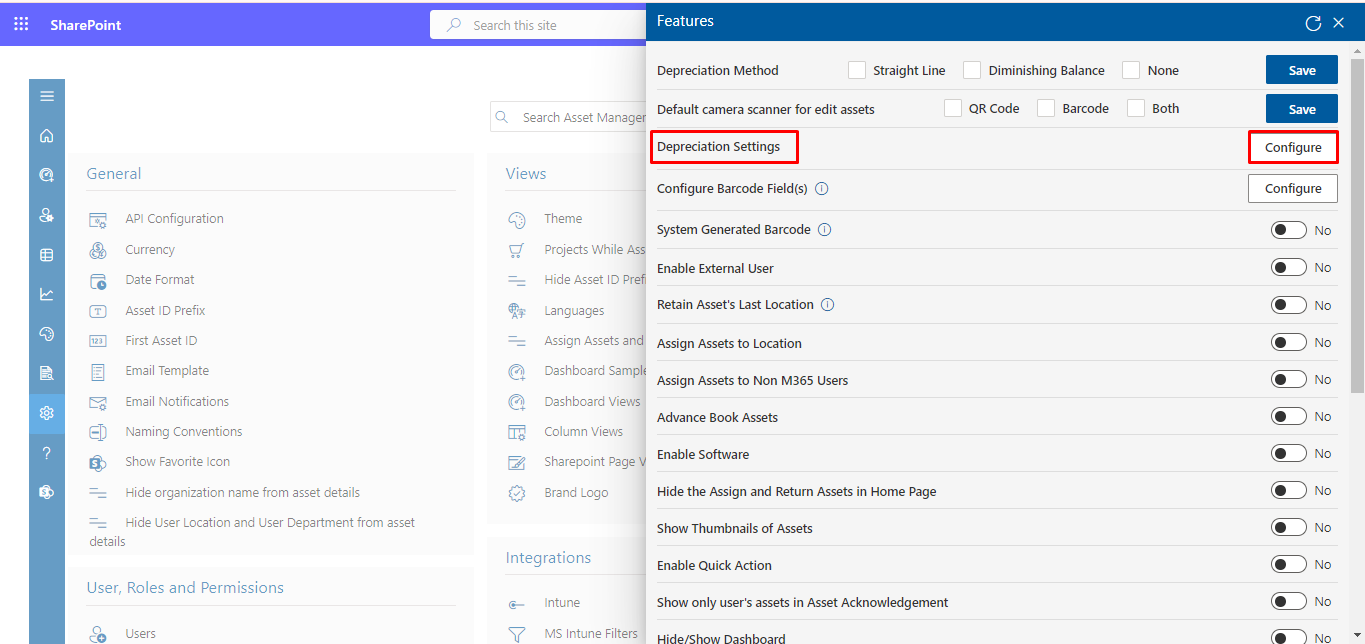 SharePoint
Search this site
Features
Depreciation Method
Straight Line
Diminishing Balance
None
Save
Default camera scanner for edit assets
QR Code
Barcode
Both
Save
Depreciation Settings
Configure
Configure Barcode Field(s)
Configure
System Generated Barcode
No
Enable External User
No
Retain Asset's Last Location
No
Assign Assets to Location
No
Assign Assets to Non M365 Users
No
Advance Book Assets
No
Enable Software
No
Hide the Assign and Return Assets in Home Page
No
Show Thumbnails of Assets
No
Enable Quick Action
No
Show only user's assets in Asset Acknowledgement
No
Hide/Show Dashboard
No
Search Asset Manager
General
API Configuration
Currency
Date Format
Asset ID Prefix
First Asset ID
Email Template
Email Notifications
Naming Conventions
Show Favorite Icon
Hide organization name from asset details
Hide User Location and User Department from asset
details
User, Roles and Permissions
Users
Views
Theme
Projects While Ass
Hide Asset ID Prefi
Languages
Assign Assets and
Dashboard Sample
Dashboard Views
Column Views
Sharepoint Page V
Brand Logo
Integrations
Intune
MS Intune Filters